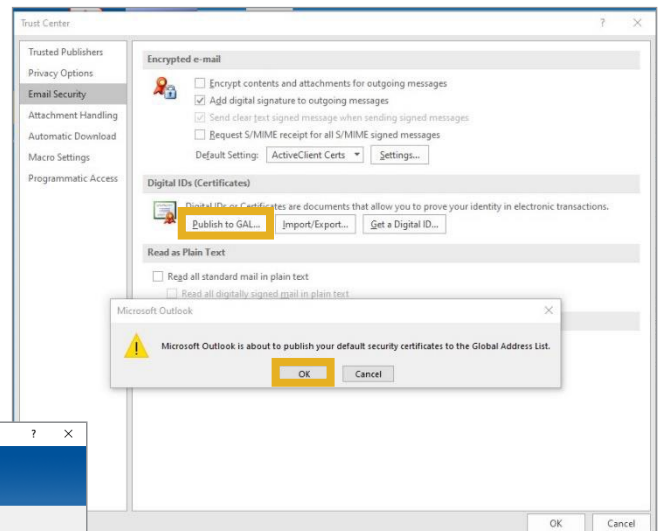 Trust Center
? ×
Trusted Publishers
Privacy Options
Email Security
Attachment Handling
Automatic Download
Macro Settings
Programmatic Access
Encrypted e-mail
Encrypt contents and attachments for outgoing messages
Add digital signature to outgoing messages
Send clear text signed message when sending signed messages
Request S/MIME receipt for all S/MIME signed messages
Default Setting: ActiveClient Certs Settings...
Digital IDs (Certificates)
Digital IDs or Certificates are documents that allow you to prove your identity in electronic transactions.
Publish to GAL... Import/Export... Get a Digital ID...
Read as Plain Text
Read all standard mail in plain text
Read all digitally signed mail in plain text
Microsoft Outlook ×
Microsoft Outlook is about to publish your default security certificates to the Global Address List.
OK Cancel
? ×
OK Cancel